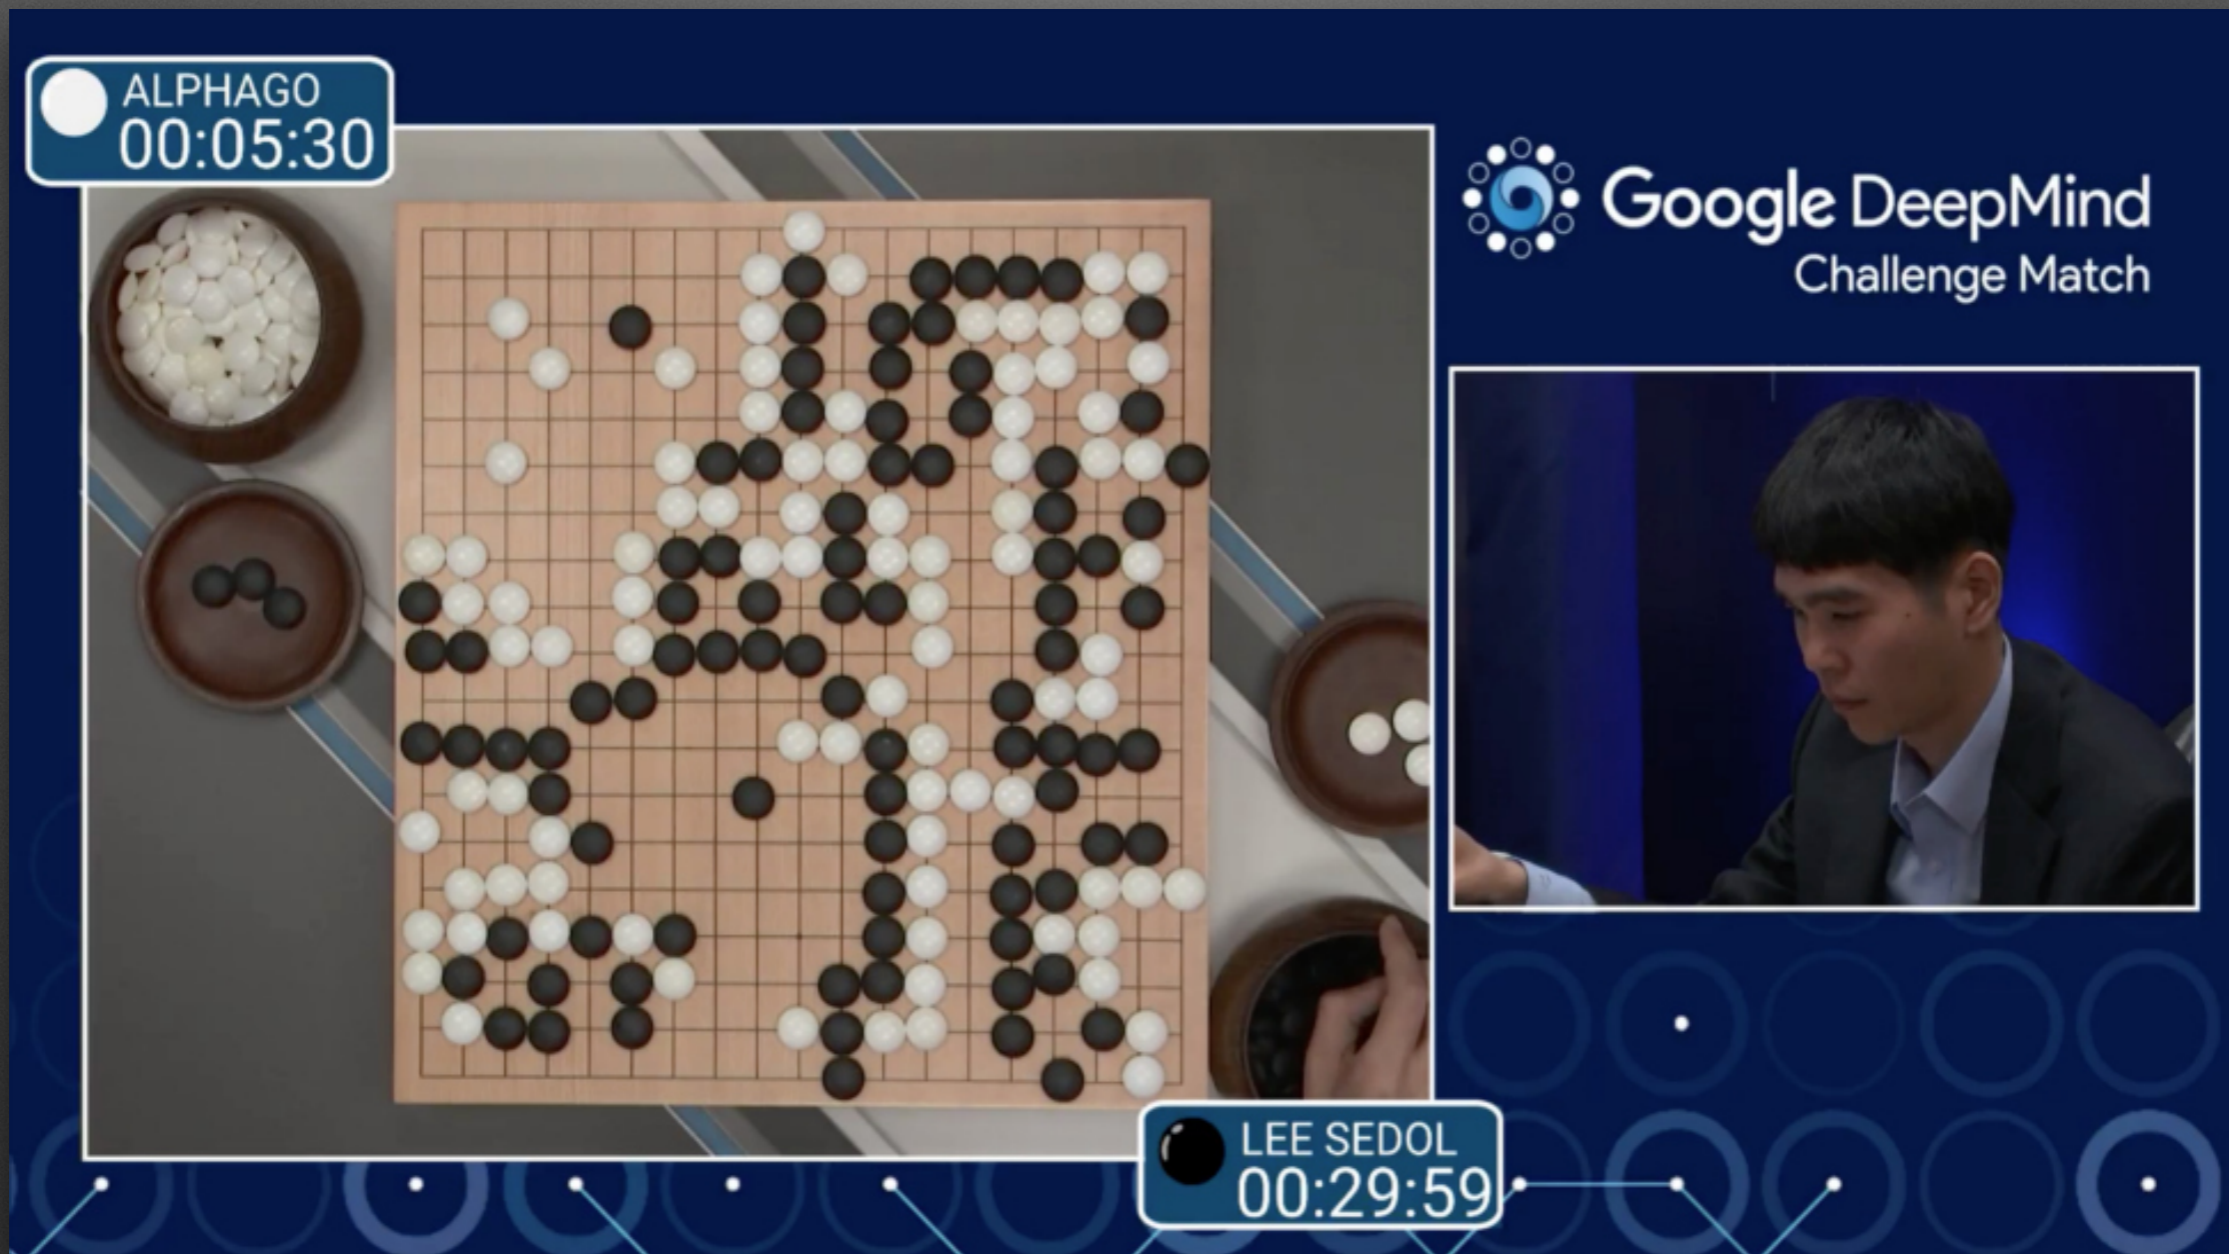 ALPHAGO
00:05:30
Google DeepMind
Challenge Match
LEE SEDOL
00:29:59